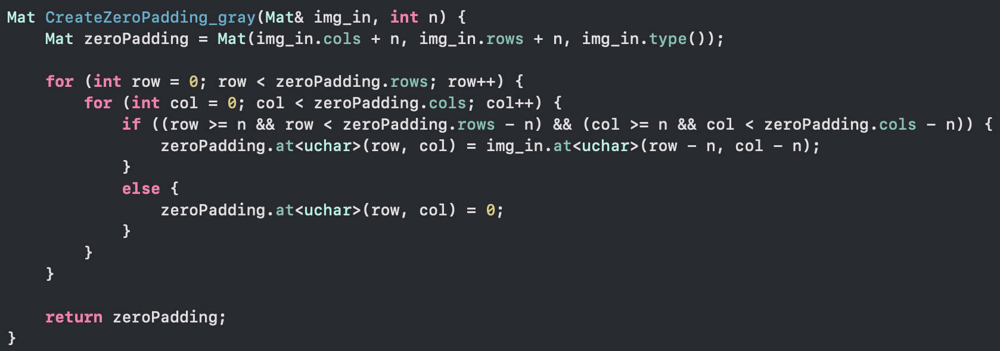 Mat CreateZeroPadding_gray(Mat& img_in, int n) {
    Mat zeroPadding = Mat(img_in.cols + n, img_in.rows + n, img_in.type());

    for (int row = 0; row < zeroPadding.rows; row++) {
        for (int col = 0; col < zeroPadding.cols; col++) {
            if ((row >= n && row < zeroPadding.rows - n) && (col >= n && col < zeroPadding.cols - n)) {
                zeroPadding.at<uchar>(row, col) = img_in.at<uchar>(row - n, col - n);
            }
            else {
                zeroPadding.at<uchar>(row, col) = 0;
            }
        }
    }

    return zeroPadding;
}